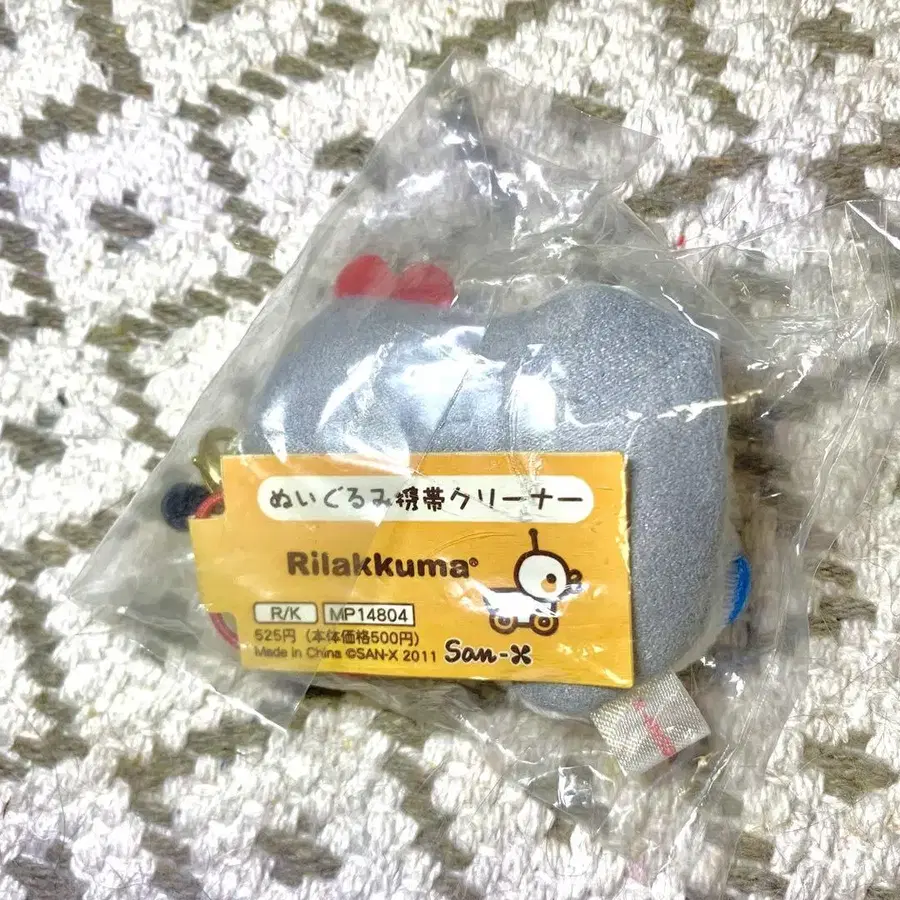 ぬいぐるみ携帯クリーナー
Rilakkuma®
R/K MP14804
525円 (本体価格500円)
Made in China ©SAN-X 2011 San-X